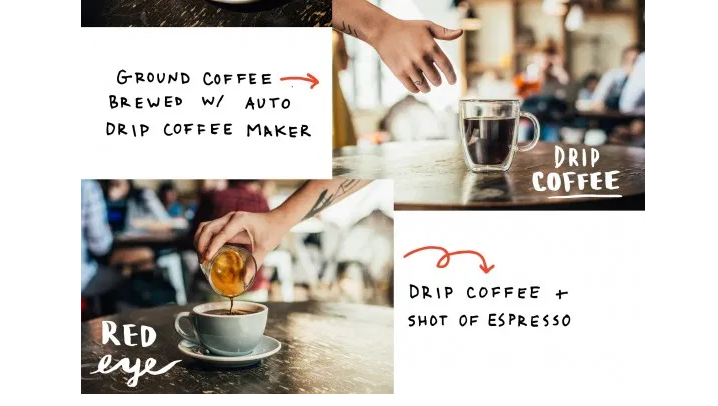 GROUND COFFEE
BREWED W/ AUTO
DRIP COFFEE MAKER
DRIP
COFFEE
RED
eye
DRIP COFFEE +
SHOT OF ESPRESSO